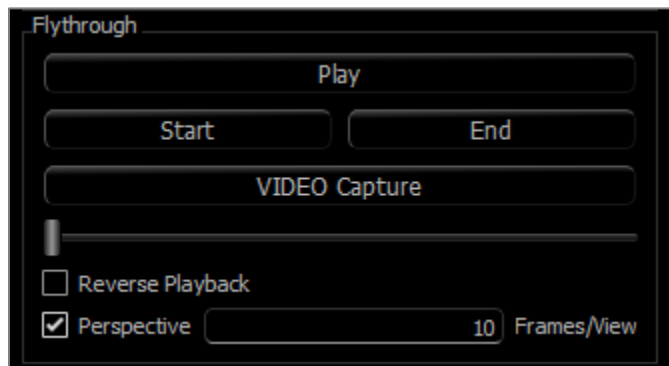 Flythrough
Play
Start End
VIDEO Capture
Reverse Playback
Perspective 10 Frames/View